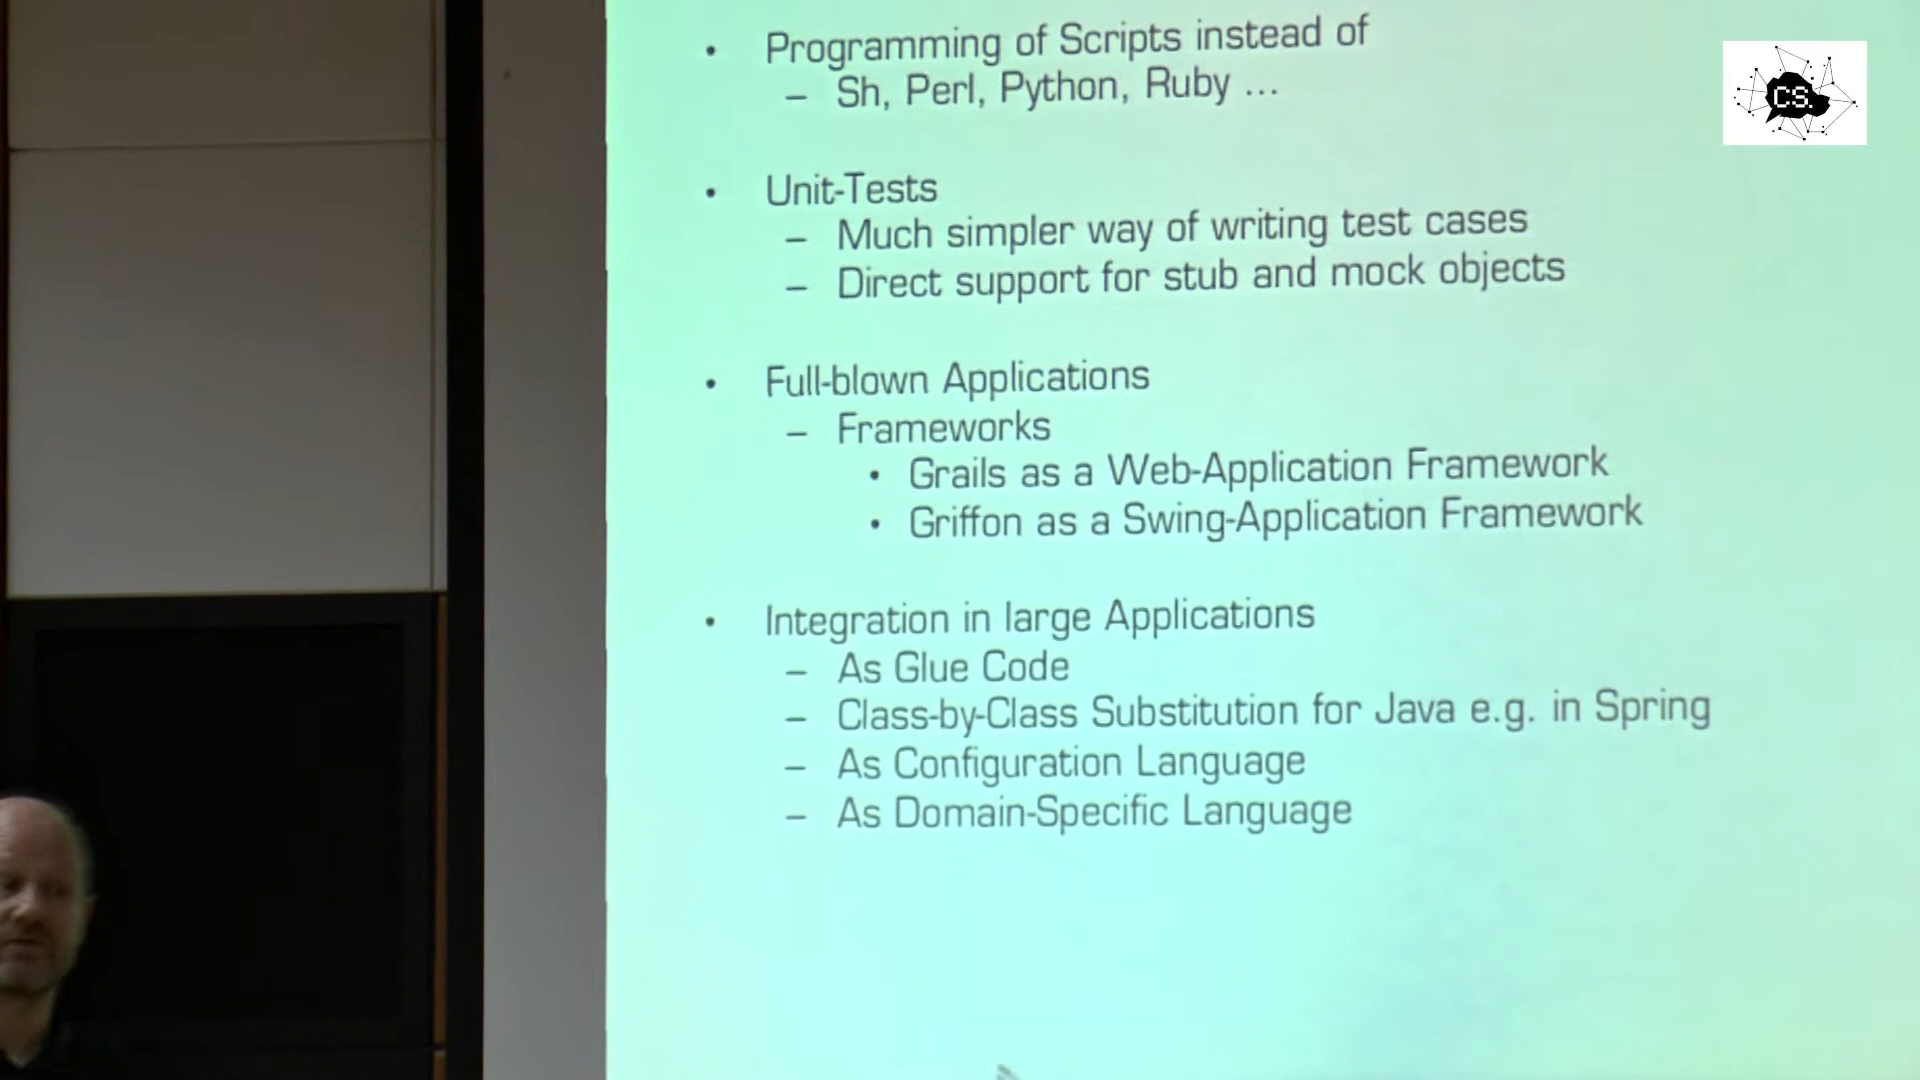 • Programming of Scripts instead of
– Sh, Perl, Python, Ruby ...
• Unit-Tests
– Much simpler way of writing test cases
– Direct support for stub and mock objects
• Full-blown Applications
– Frameworks
• Grails as a Web-Application Framework
• Griffon as a Swing-Application Framework
• Integration in large Applications
– As Glue Code
– Class-by-Class Substitution for Java e.g. in Spring
– As Configuration Language
– As Domain-Specific Language
CS.